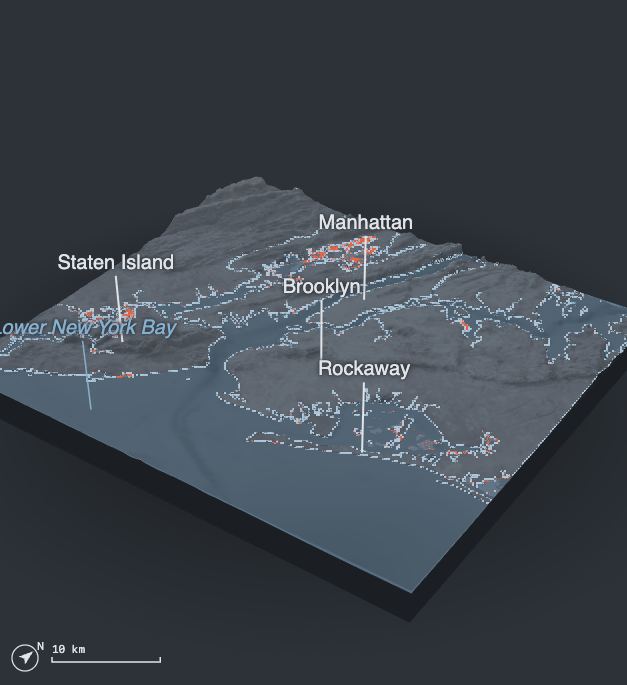 Manhattan
Staten Island
Brooklyn
Lower New York Bay
Rockaway
N
10 km